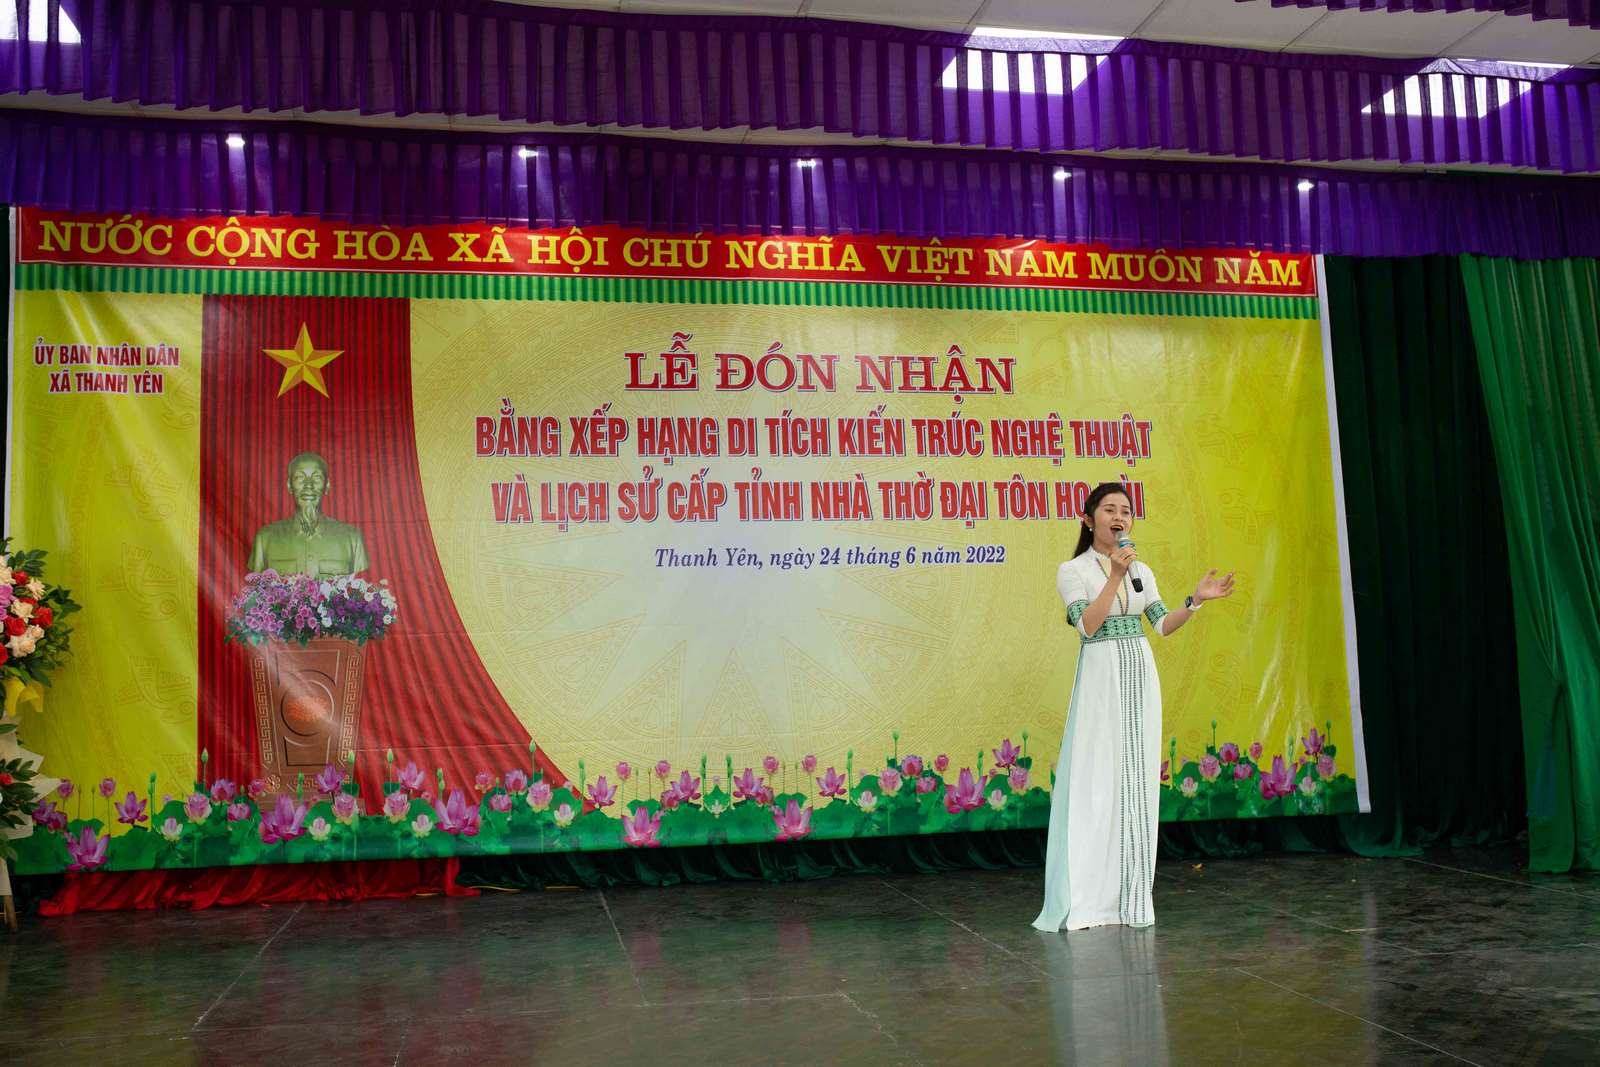 NƯỚC CỘNG HÒA XÃ HỘI CHỦ NGHĨA VIỆT NAM MUÔN NĂM
ỦY BAN NHÂN DÂN
XÃ THANH YÊN
LỄ ĐÓN NHẬN
BẰNG XẾP HẠNG DI TÍCH KIẾN TRÚC NGHỆ THUẬT
VÀ LỊCH SỬ CẤP TỈNH NHÀ THỜ ĐẠI TÔN HỌ
Thanh Yên, ngày 24 tháng 6 năm 2022